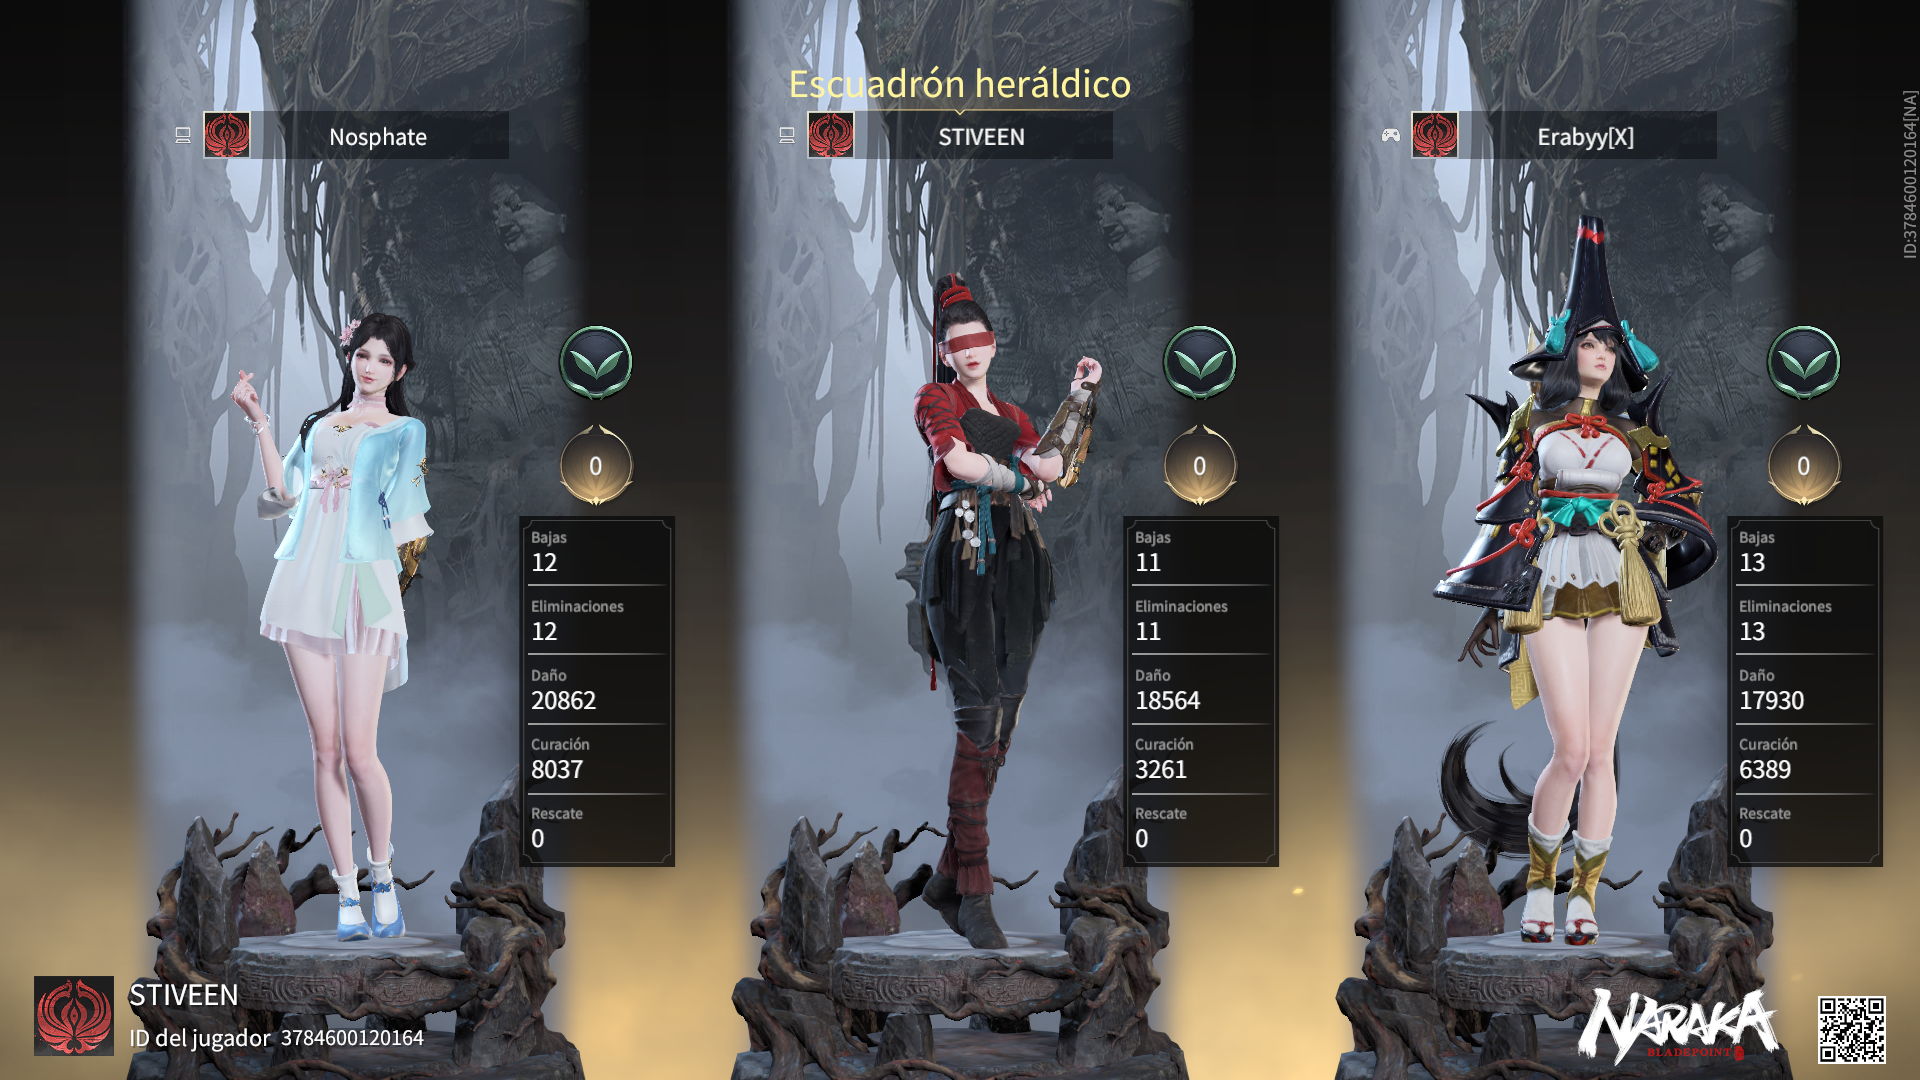 Escuadrón heráldico
Nosphate
0
Bajas
12
Eliminaciones
12
Daño
20862
Curación
8037
Rescate
0
STIVEEN
0
Bajas
11
Eliminaciones
11
Daño
18564
Curación
3261
Rescate
0
Erabyy[X]
0
Bajas
13
Eliminaciones
13
Daño
17930
Curación
6389
Rescate
0
ID:3784600120164[NA]
STIVEEN
ID del jugador 3784600120164
NARAKA
BLADEPOINT